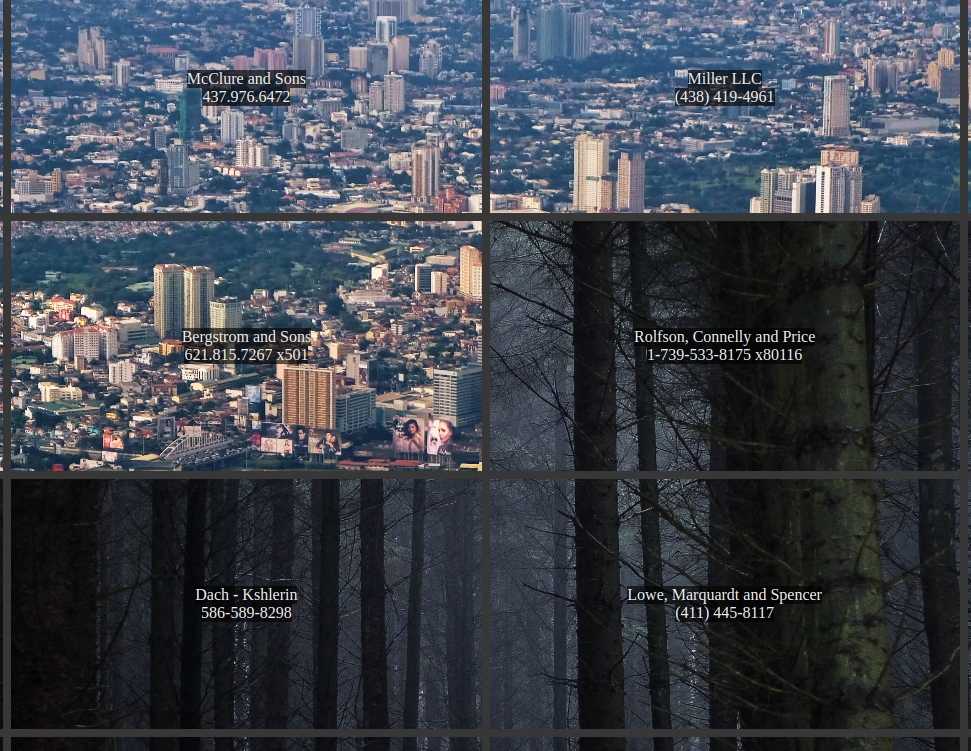 McClure and Sons
437.976.6472
Miller LLC
(438) 419-4961
Bergstrom and Sons
621.815.7267 x501
Rolfson, Connelly and Price
1-739-533-8175 x80116
Dach - Kshlerin
586-589-8298
Lowe, Marquardt and Spencer
(411) 445-8117